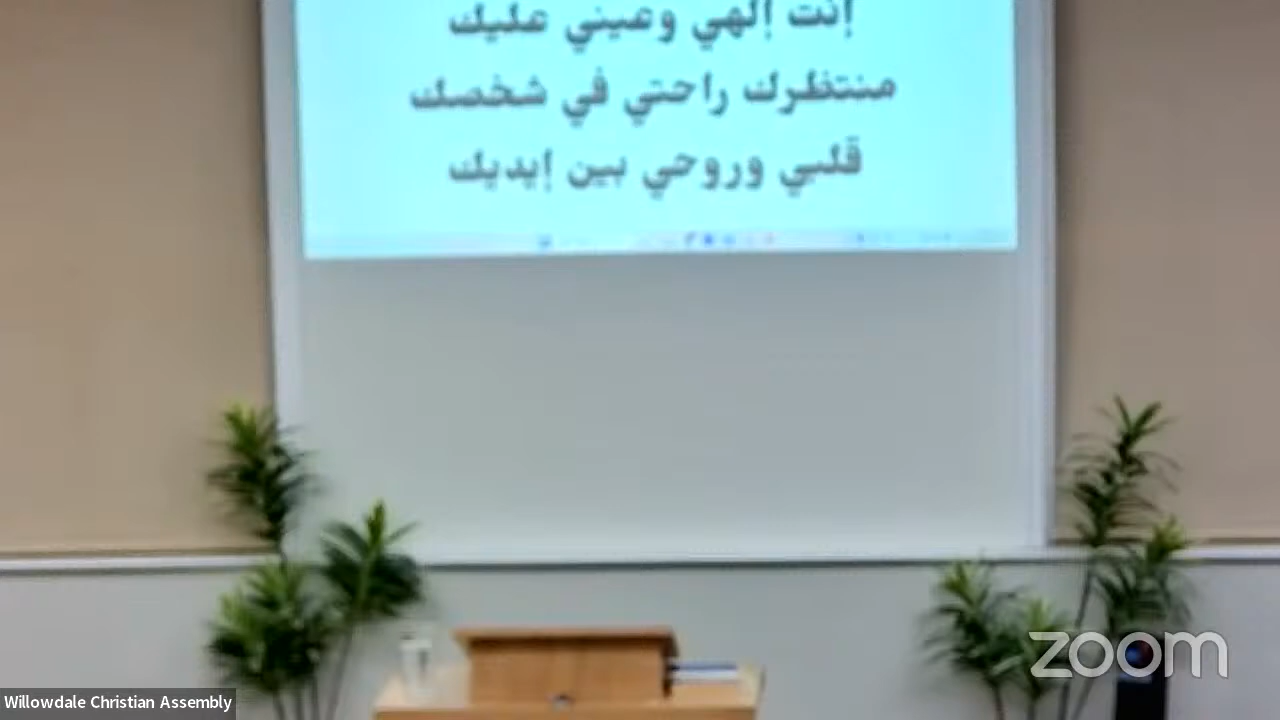 إنت إلهي وعيني عليك
منتظرك راحتي في شخصك
قلبي وروحي بين إيديك
zoom
Willowdale Christian Assembly